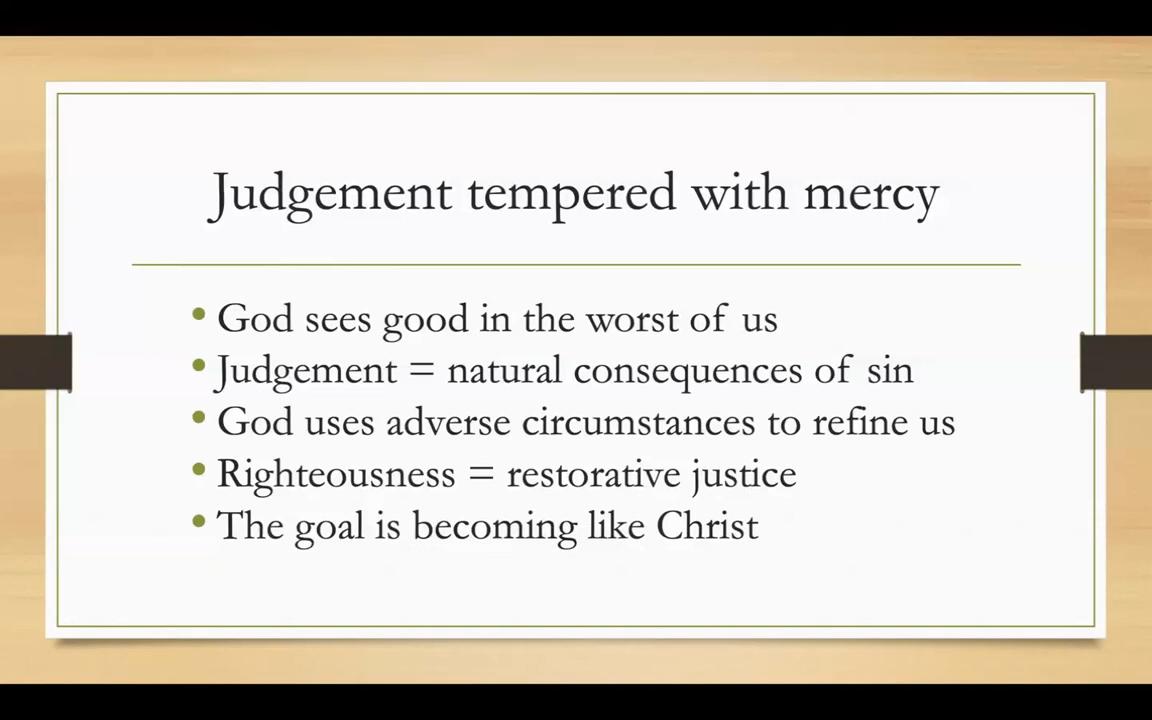 Judgement tempered with mercy
• God sees good in the worst of us
• Judgement = natural consequences of sin
• God uses adverse circumstances to refine us
• Righteousness = restorative justice
• The goal is becoming like Christ